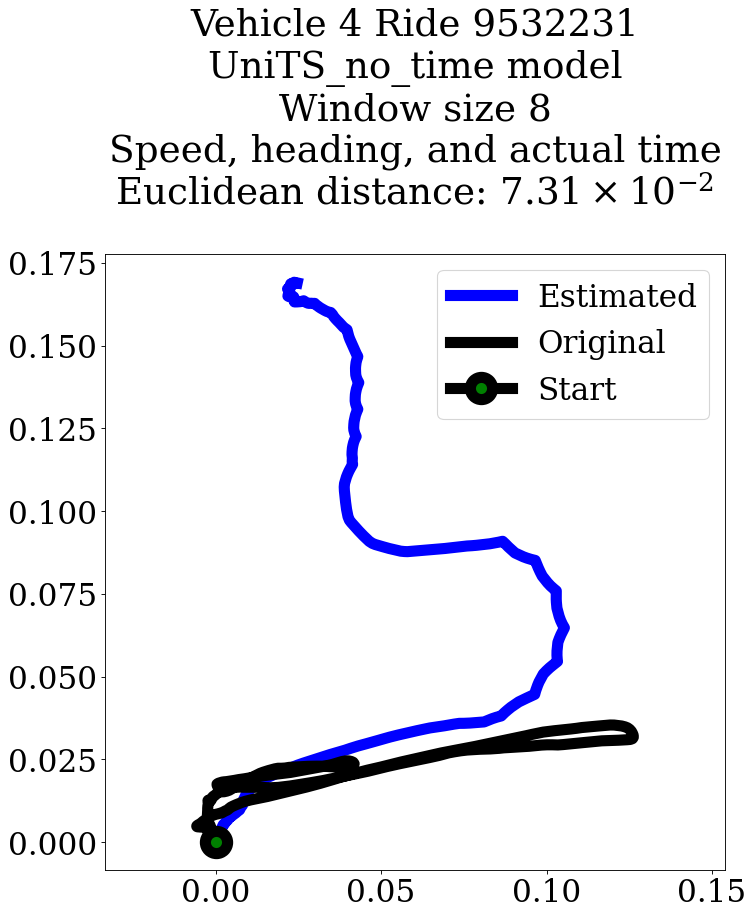 Vehicle 4 Ride 9532231
UniTS_no_time model
Window size 8
Speed, heading, and actual time
Euclidean distance: 7.31 × 10⁻²
0.175
0.150
0.125
0.100
0.075
0.050
0.025
0.000
Estimated
Original
Start
0.00 0.05 0.10 0.15